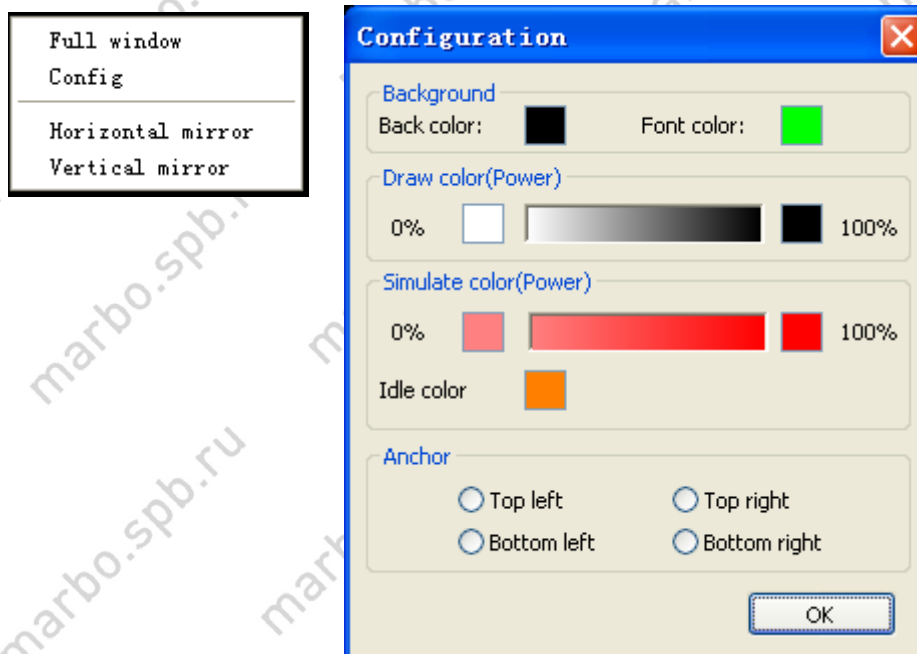 Full window
Config
Horizontal mirror
Vertical mirror
Configuration
Background
Back color: Font color:
Draw color(Power)
0% 100%
Simulate color(Power)
0% 100%
Idle color
Anchor
Top left Top right
Bottom left Bottom right
OK
marbo.spb.ru
marbo.spb.ru